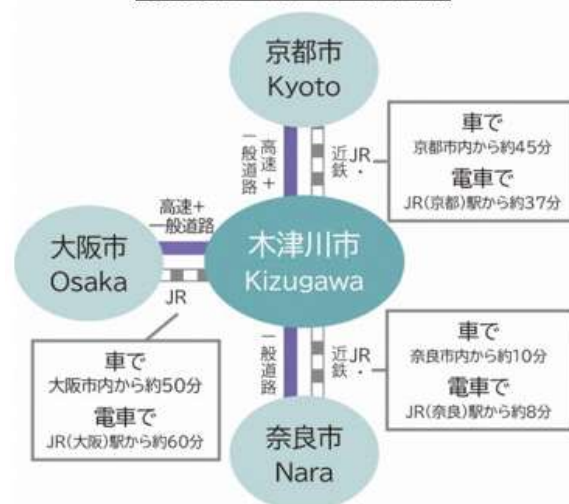 京都市
Kyoto
高速+
一般道路
JR・
近鉄
車で
京都市内から約45分
電車で
JR(京都)駅から約37分
高速+
一般道路
大阪市
Osaka
JR
木津川市
Kizugawa
車で
大阪市内から約50分
電車で
JR(大阪)駅から約60分
一般道路
JR・
近鉄
車で
奈良市内から約10分
電車で
JR(奈良)駅から約8分
奈良市
Nara